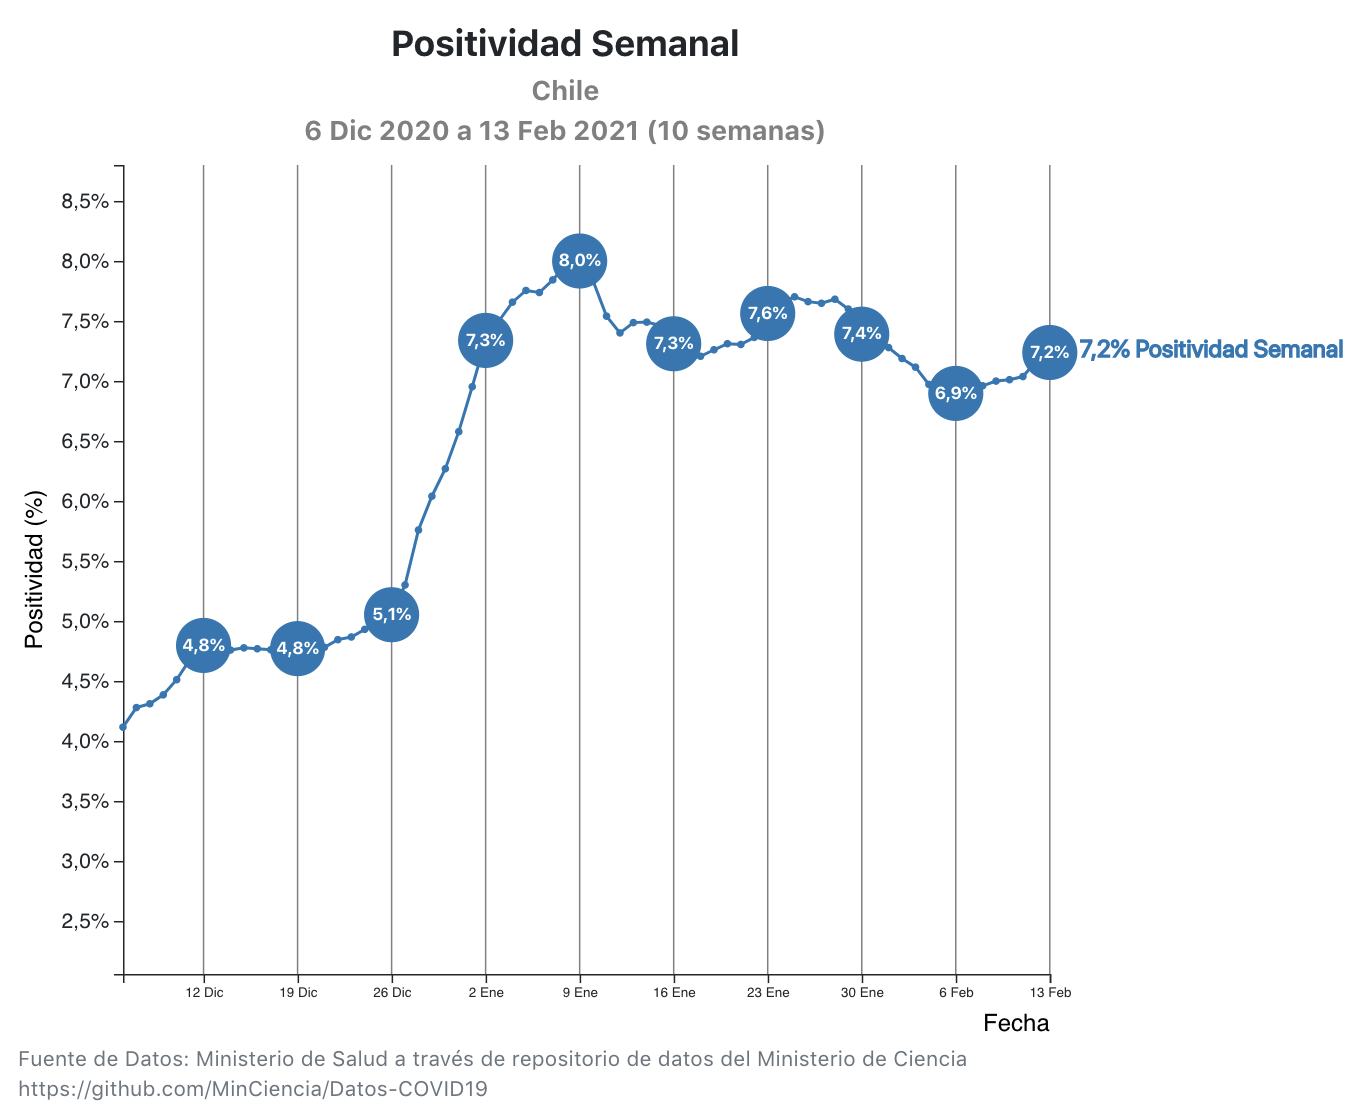 Positividad Semanal
Chile
6 Dic 2020 a 13 Feb 2021 (10 semanas)
8,5%
8,0%
7,5%
7,0%
6,5%
6,0%
5,5%
5,0%
4,5%
4,0%
3,5%
3,0%
2,5%
Positividad (%)
4,8%
4,8%
5,1%
7,3%
8,0%
7,3%
7,6%
7,4%
6,9%
7,2%
7,2% Positividad Semanal
12 Dic
19 Dic
26 Dic
2 Ene
9 Ene
16 Ene
23 Ene
30 Ene
6 Feb
13 Feb
Fecha
Fuente de Datos: Ministerio de Salud a través de repositorio de datos del Ministerio de Ciencia
https://github.com/MinCiencia/Datos-COVID19